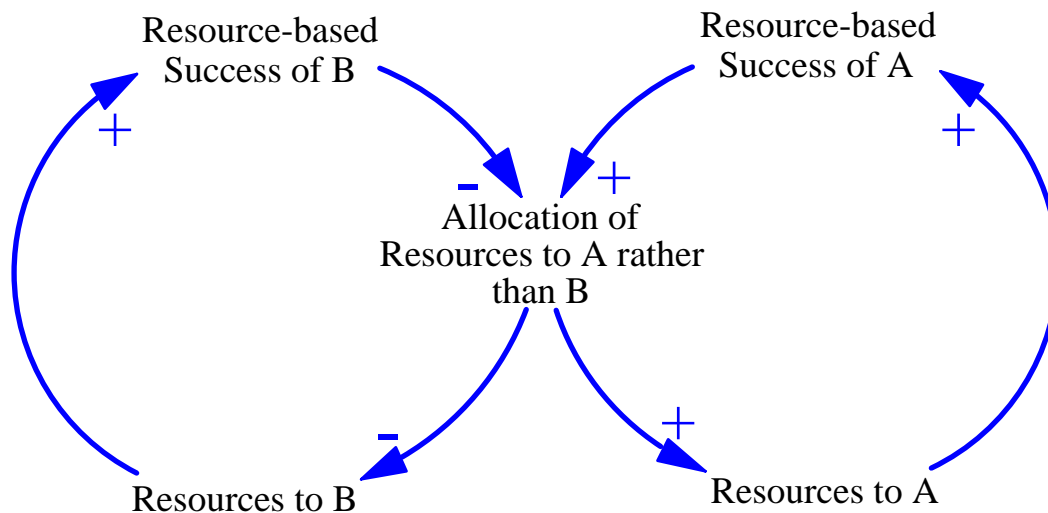 Resource-based
Success of B
Resource-based
Success of A
+
+
-
+
Allocation of
Resources to A rather
than B
-
+
Resources to B
Resources to A